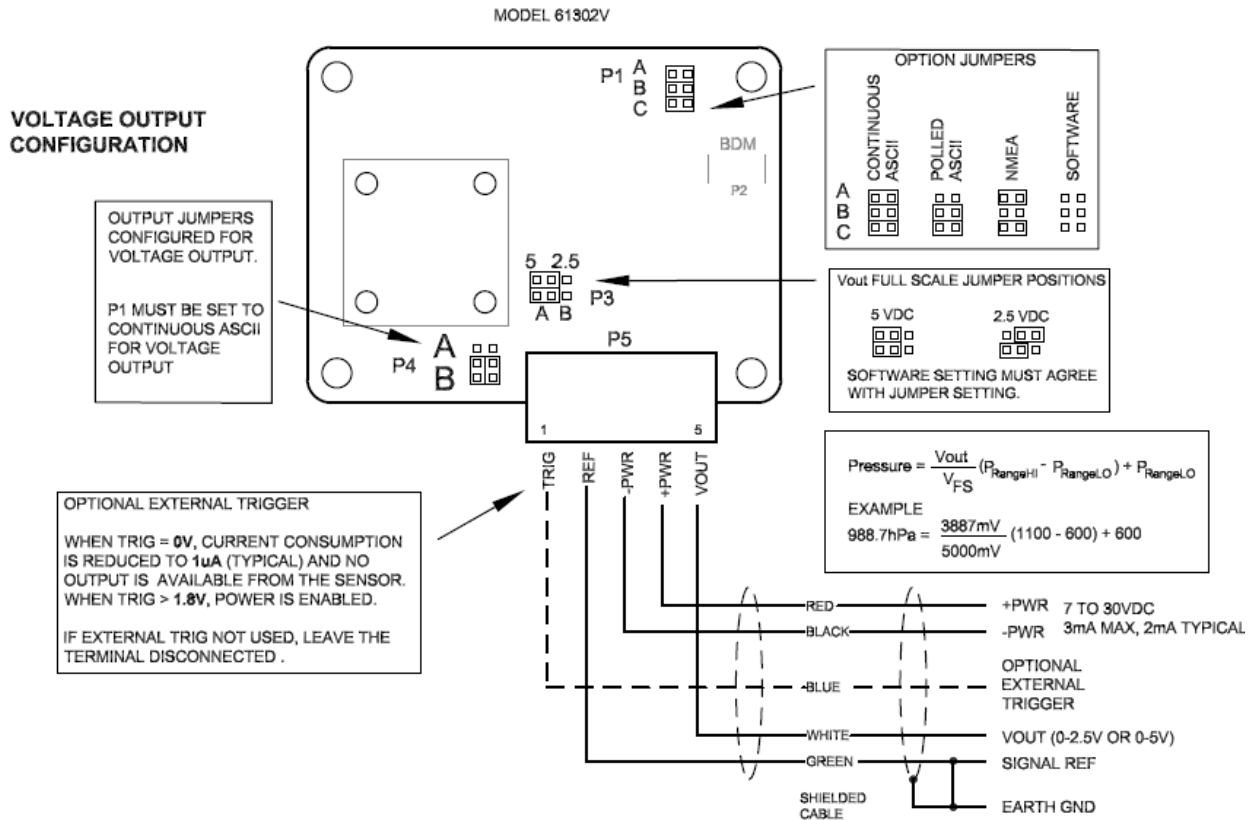 MODEL 61302V
VOLTAGE OUTPUT
CONFIGURATION
P1
A
B
C
BDM
P2
OPTION JUMPERS
CONTINUOUS
ASCII
POLLED
ASCII
NMEA
SOFTWARE
A
B
C
OUTPUT JUMPERS
CONFIGURED FOR
VOLTAGE OUTPUT.
P1 MUST BE SET TO
CONTINUOUS ASCII
FOR VOLTAGE
OUTPUT
5 2.5
P3
A B
Vout FULL SCALE JUMPER POSITIONS
5 VDC
2.5 VDC
SOFTWARE SETTING MUST AGREE
WITH JUMPER SETTING.
P4
A
B
P5
1
5
TRIG
REF
-PWR
+PWR
VOUT
Pressure = Vout / VFS (PRangeHI - PRangeLO) + PRangeLO
EXAMPLE
988.7hPa = 3887mV / 5000mV (1100 - 600) + 600
OPTIONAL EXTERNAL TRIGGER
WHEN TRIG = 0V, CURRENT CONSUMPTION
IS REDUCED TO 1uA (TYPICAL) AND NO
OUTPUT IS AVAILABLE FROM THE SENSOR.
WHEN TRIG > 1.8V, POWER IS ENABLED.
IF EXTERNAL TRIG NOT USED, LEAVE THE
TERMINAL DISCONNECTED .
RED
+PWR 7 TO 30VDC
BLACK
-PWR 3mA MAX, 2mA TYPICAL
BLUE
OPTIONAL
EXTERNAL
TRIGGER
WHITE
VOUT (0-2.5V OR 0-5V)
GREEN
SIGNAL REF
SHIELDED
CABLE
EARTH GND